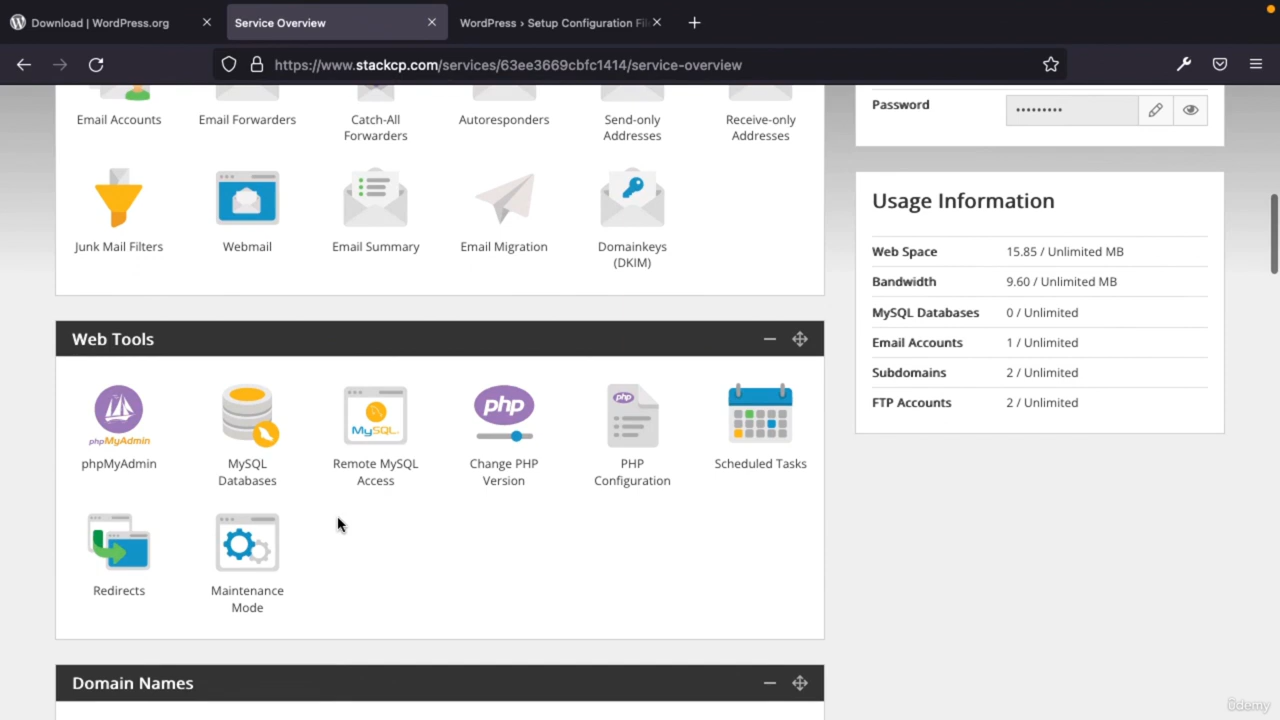 Download | WordPress.org
Service Overview
WordPress › Setup Configuration Fil
https://www.stackcp.com/services/63ee3669cbfc1414/service-overview
Email Accounts
Email Forwarders
Catch-All
Forwarders
Autoresponders
Send-only
Addresses
Receive-only
Addresses
Junk Mail Filters
Webmail
Email Summary
Email Migration
Domainkeys
(DKIM)
Password
•••••••••
Usage Information
Web Space 15.85 / Unlimited MB
Bandwidth 9.60 / Unlimited MB
MySQL Databases 0 / Unlimited
Email Accounts 1 / Unlimited
Subdomains 2 / Unlimited
FTP Accounts 2 / Unlimited
Web Tools
phpMyAdmin
phpMyAdmin
MySQL
Databases
MySQL.
Remote MySQL
Access
php
Change PHP
Version
php
PHP
Configuration
Scheduled Tasks
Redirects
Maintenance
Mode
Domain Names
ûdemy